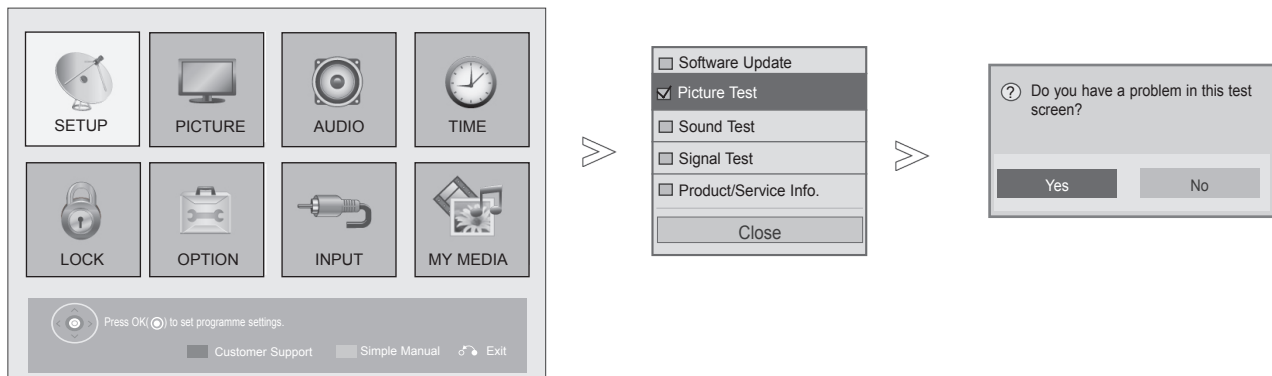 SETUP PICTURE AUDIO TIME
LOCK OPTION INPUT MY MEDIA
Press OK(◉) to set programme settings.
Customer Support Simple Manual Exit
Software Update
Picture Test
Sound Test
Signal Test
Product/Service Info.
Close
? Do you have a problem in this test
screen?
Yes No